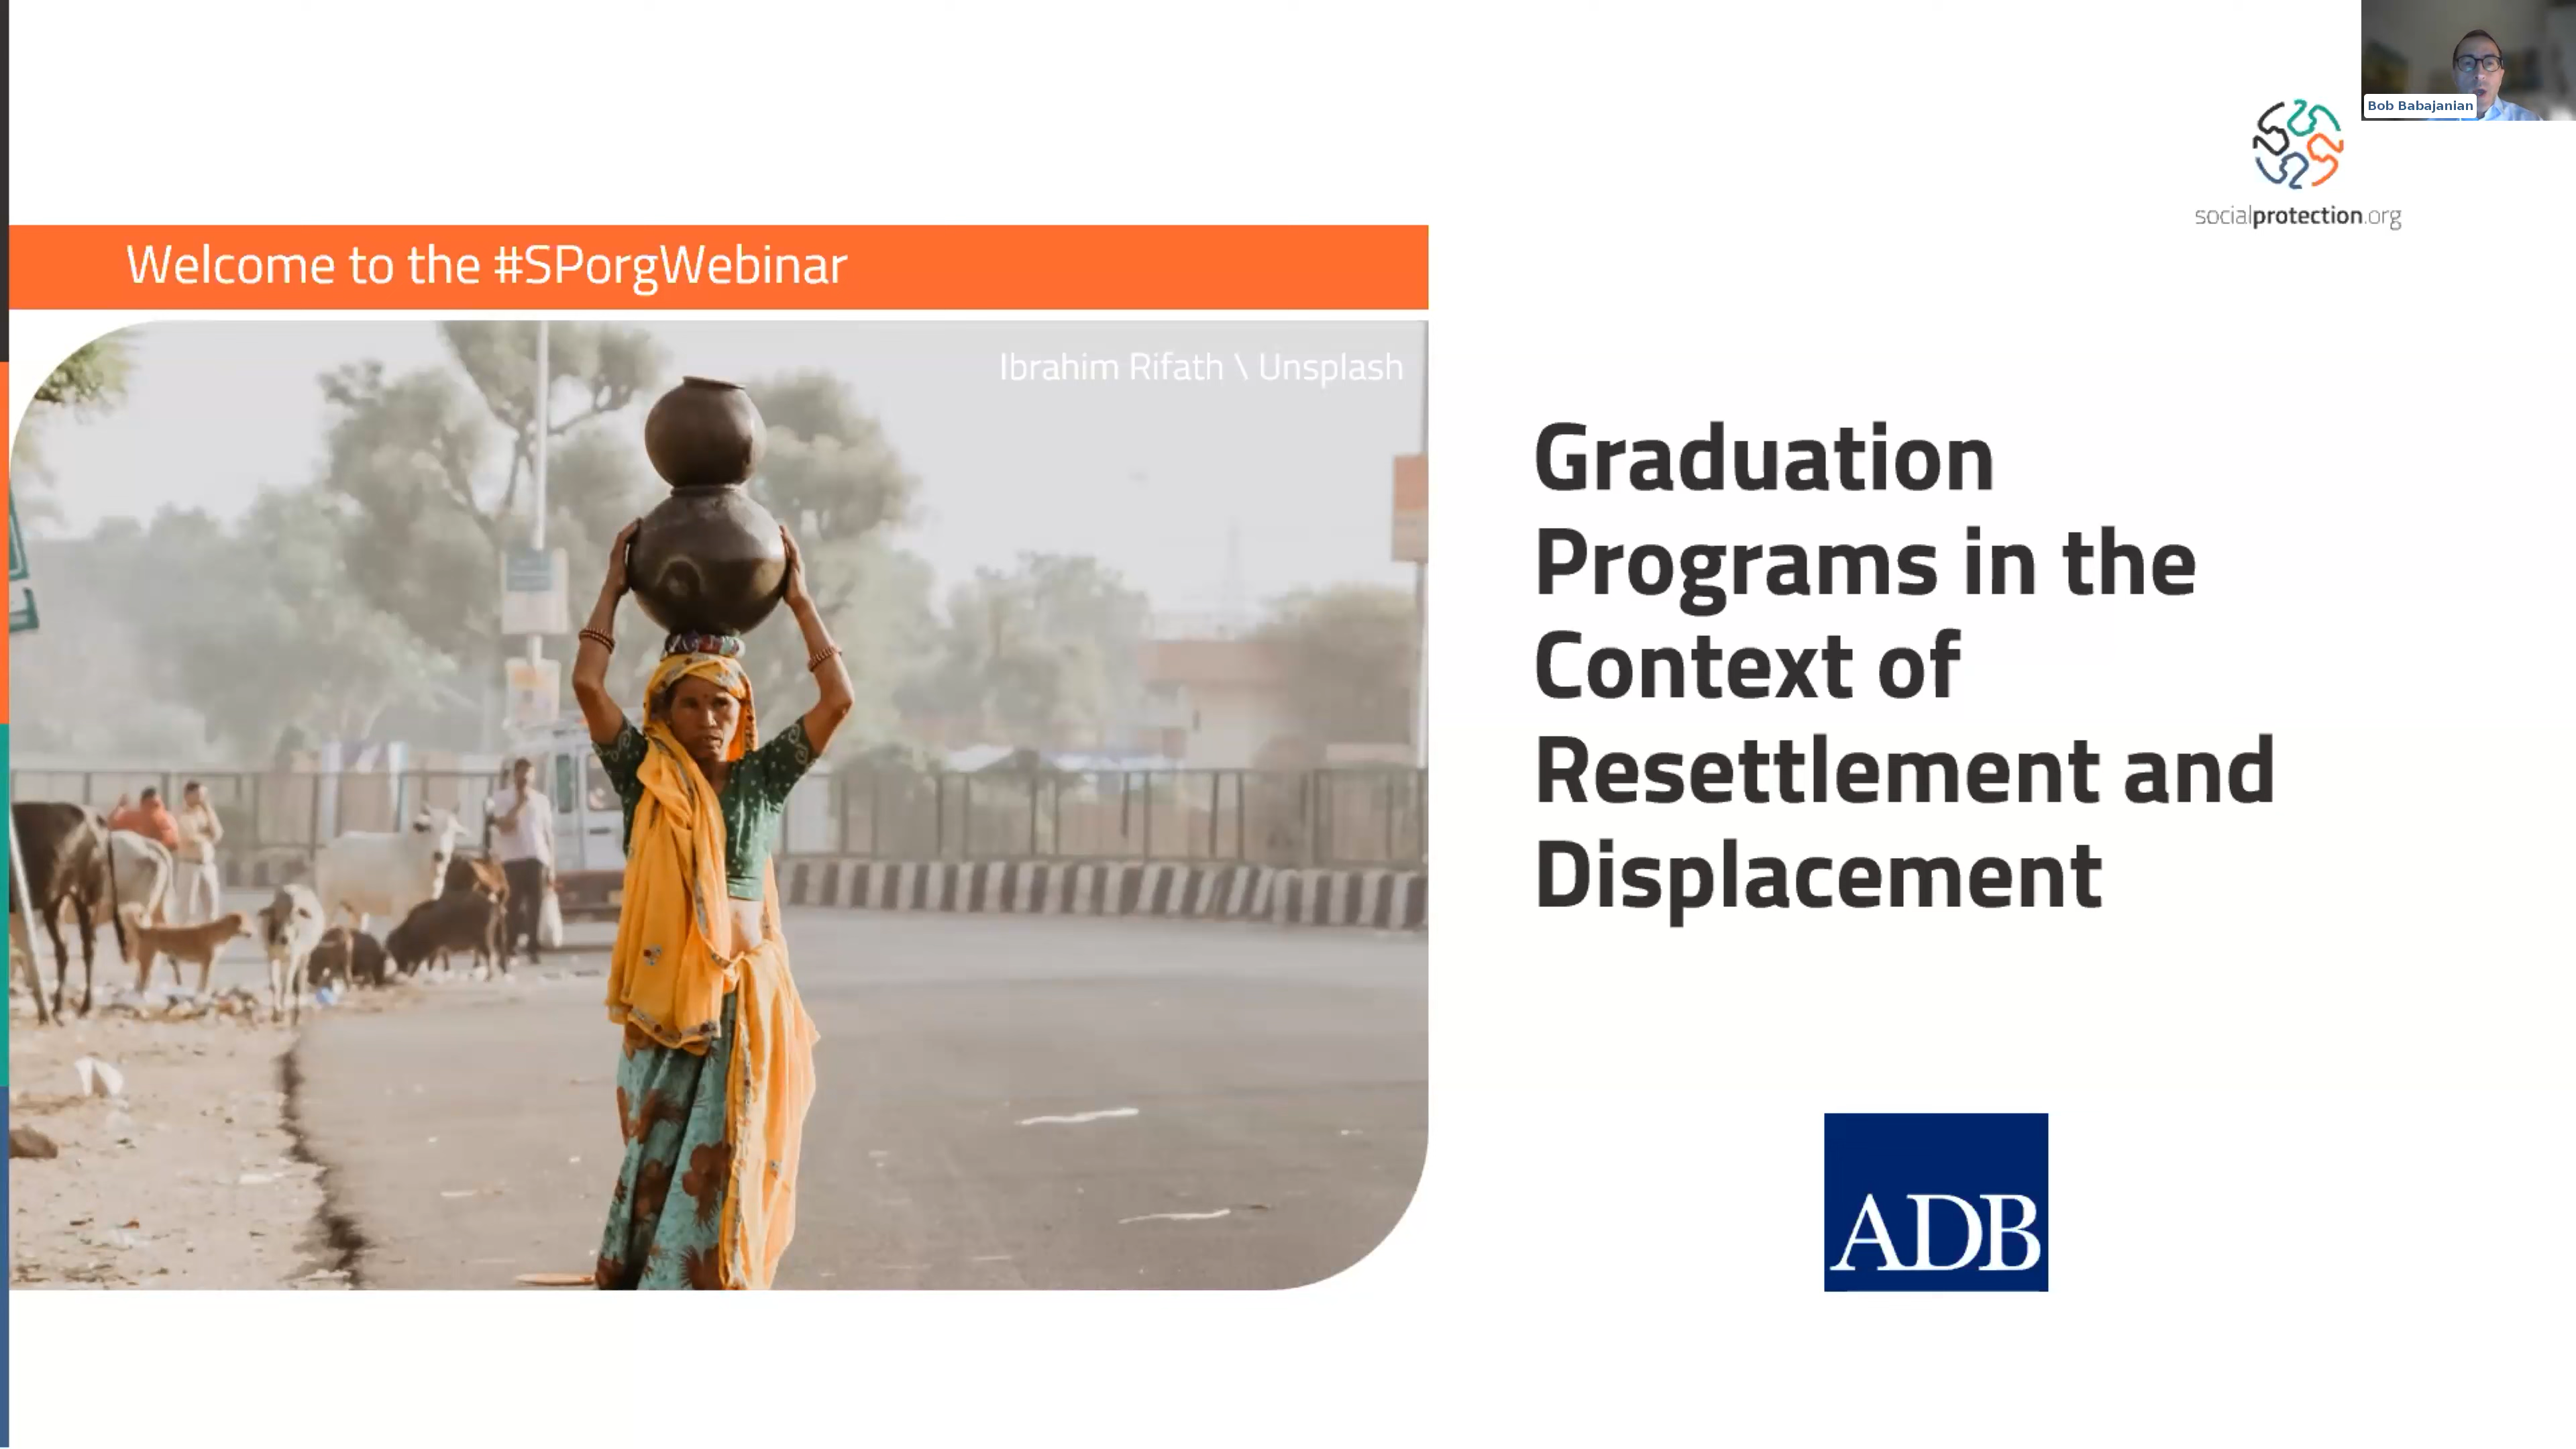 Bob Babajanian
socialprotection.org
Welcome to the #SPorgWebinar
Ibrahim Rifath \ Unsplash
Graduation
Programs in the
Context of
Resettlement and
Displacement
ADB